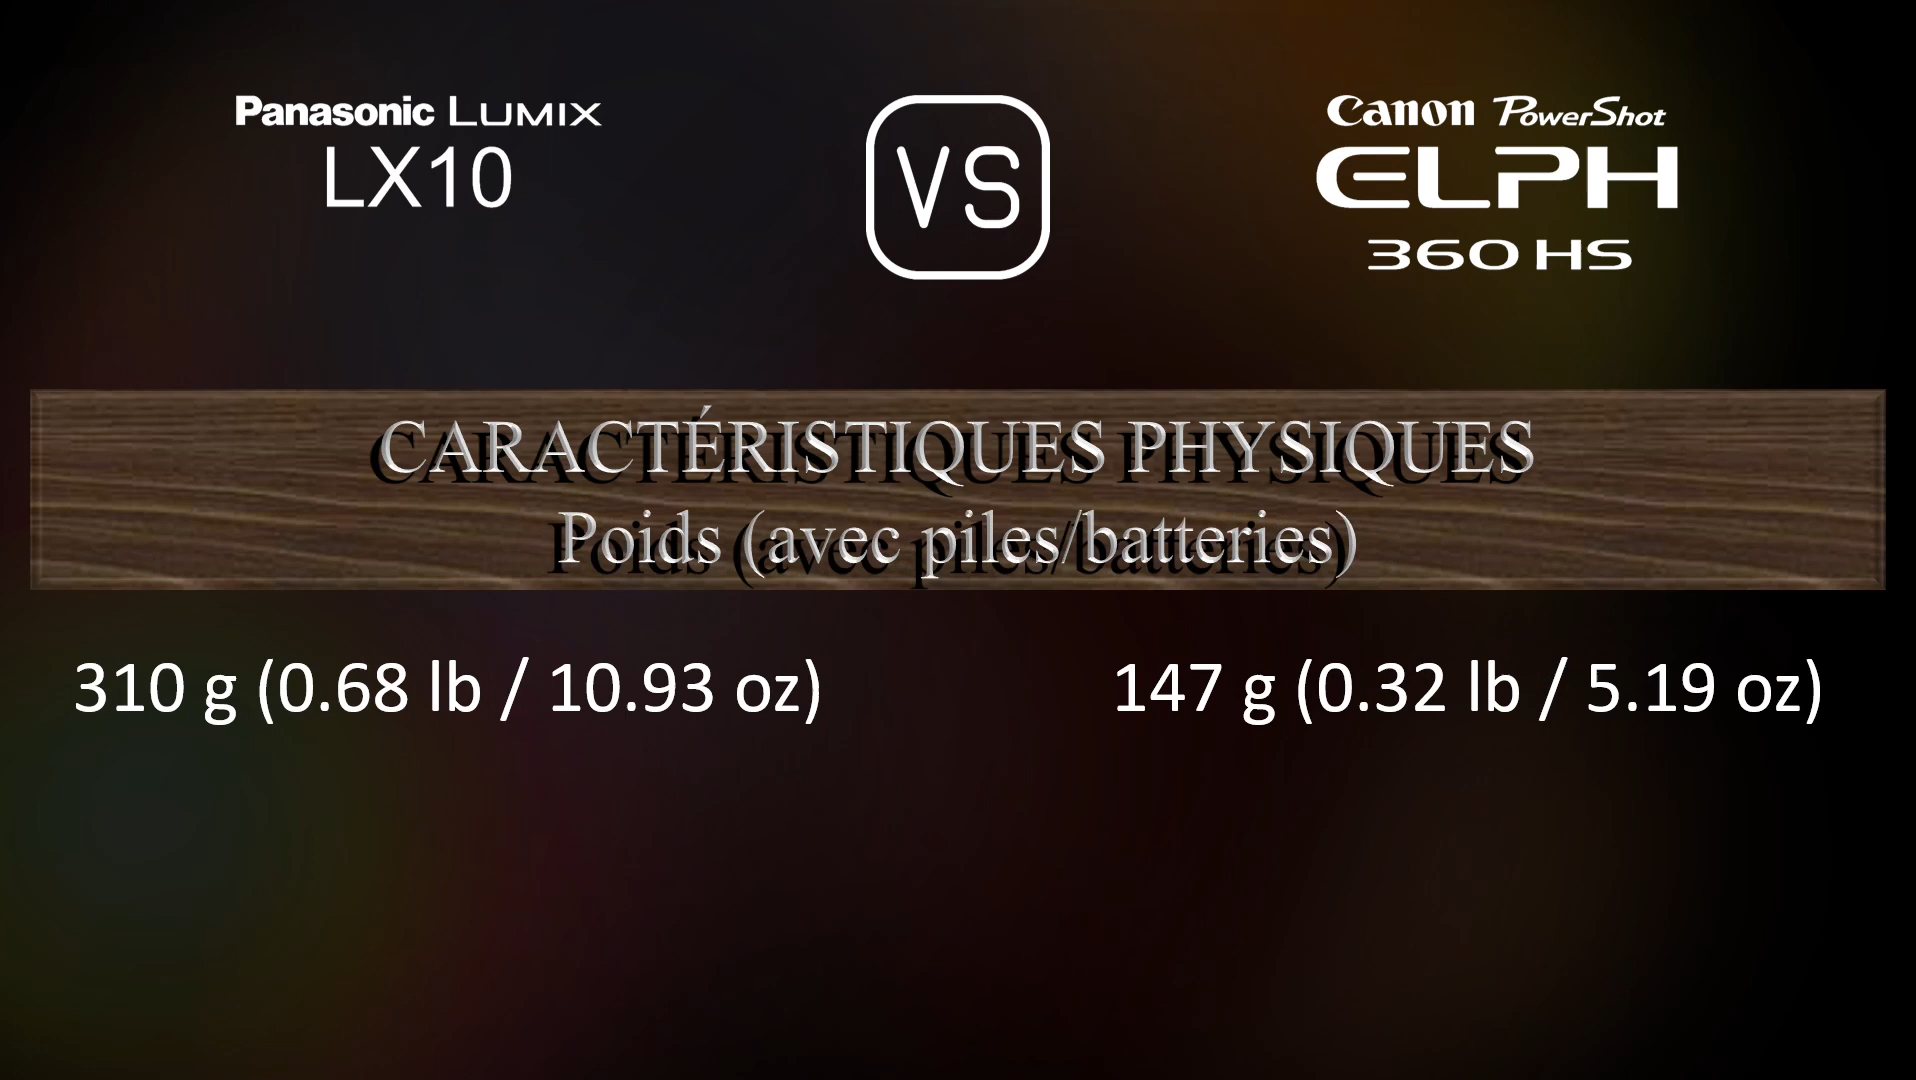 Panasonic LUMIX
LX10
VS
Canon PowerShot
ELPH
360 HS
CARACTÉRISTIQUES PHYSIQUES
Poids (avec piles/batteries)
310 g (0.68 lb / 10.93 oz)
147 g (0.32 lb / 5.19 oz)